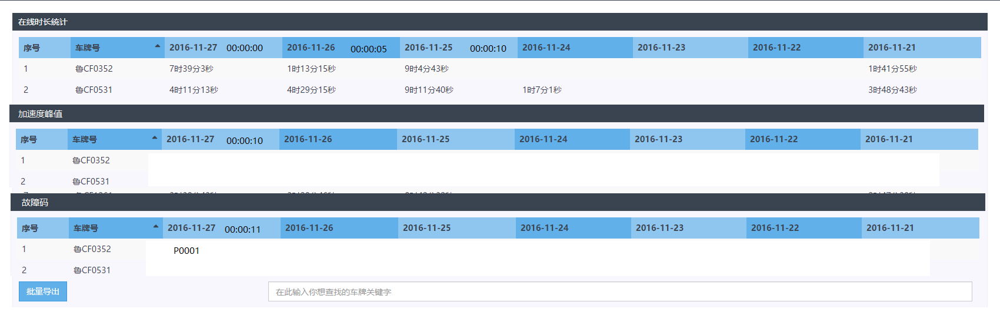 在线时长统计
序号 车牌号 2016-11-27 00:00:00 2016-11-26 00:00:05 2016-11-25 00:00:10 2016-11-24 2016-11-23 2016-11-22 2016-11-21
1 鲁CF0352 7时39分3秒 1时13分15秒 9时4分43秒 1时41分55秒
2 鲁CF0531 4时11分13秒 4时29分15秒 9时11分40秒 1时7分1秒 3时48分43秒
加速度峰值
序号 车牌号 2016-11-27 00:00:10 2016-11-26 2016-11-25 2016-11-24 2016-11-23 2016-11-22 2016-11-21
1 鲁CF0352
2 鲁CF0531
故障码
序号 车牌号 2016-11-27 00:00:11 2016-11-26 2016-11-25 2016-11-24 2016-11-23 2016-11-22 2016-11-21
1 鲁CF0352 P0001
2 鲁CF0531
批量导出 在此输入你想查找的车牌关键字